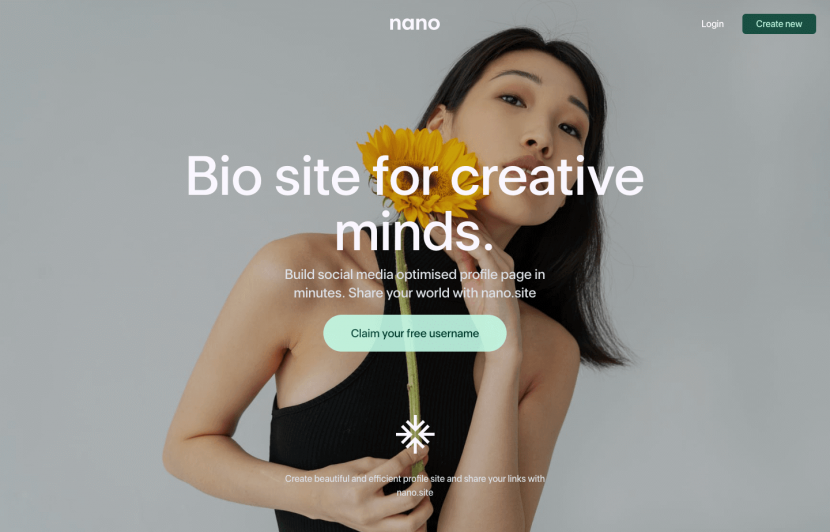 nano
Login
Create new
Bio site for creative
minds.
Build social media optimised profile page in
minutes. Share your world with nano.site
Claim your free username
Create beautiful and efficient profile site and share your links with
nano.site